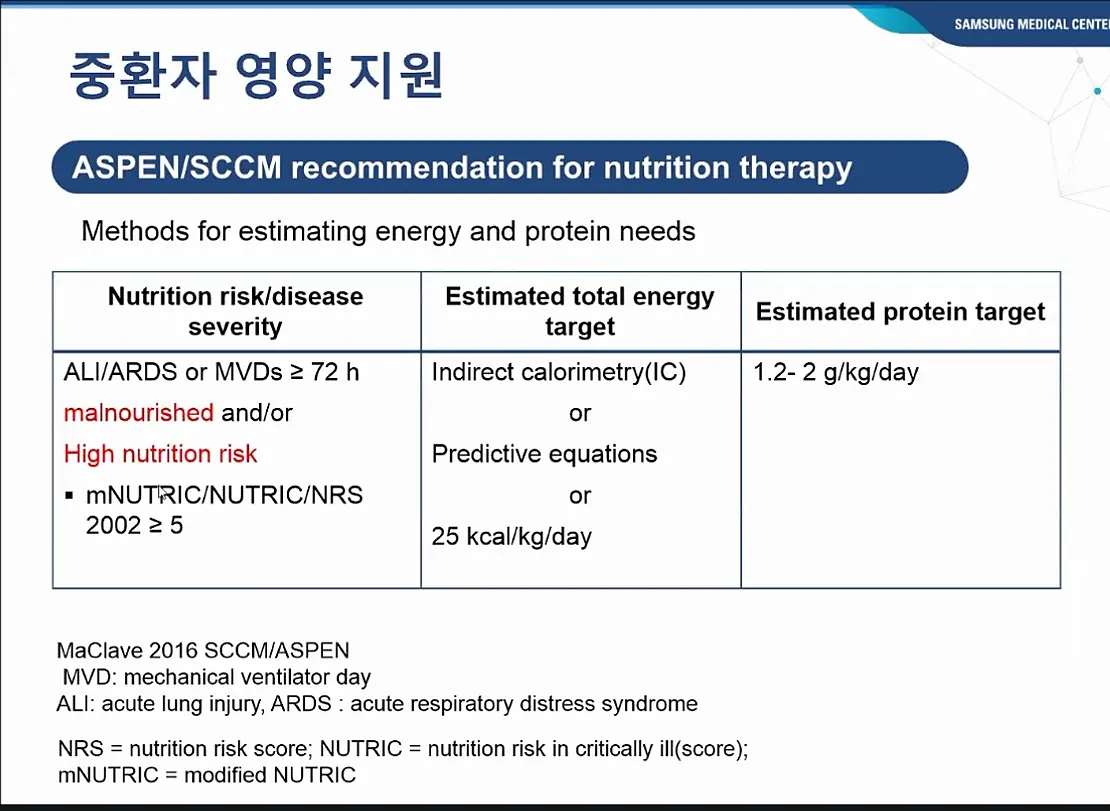 SAMSUNG MEDICAL CENTE
중환자 영양 지원
ASPEN/SCCM recommendation for nutrition therapy
Methods for estimating energy and protein needs
Nutrition risk/disease
severity
Estimated total energy
target
Estimated protein target
ALI/ARDS or MVDs ≥ 72 h
malnourished and/or
High nutrition risk
▪ mNUTRIC/NUTRIC/NRS
2002 ≥ 5
Indirect calorimetry(IC)
or
Predictive equations
or
25 kcal/kg/day
1.2- 2 g/kg/day
MaClave 2016 SCCM/ASPEN
MVD: mechanical ventilator day
ALI: acute lung injury, ARDS : acute respiratory distress syndrome
NRS = nutrition risk score; NUTRIC = nutrition risk in critically ill(score);
mNUTRIC = modified NUTRIC